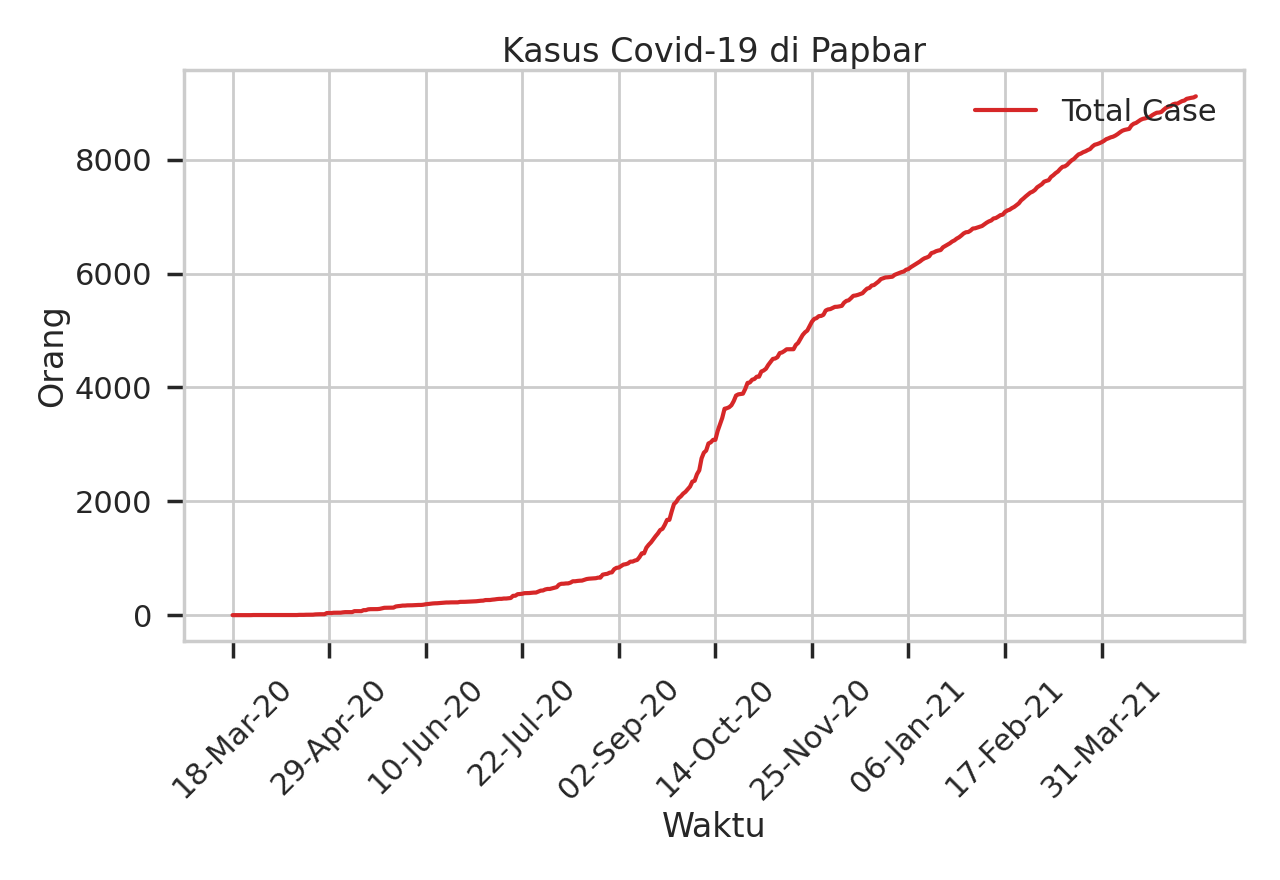 Kasus Covid-19 di Papbar
Total Case
Orang
8000
6000
4000
2000
0
18-Mar-20
29-Apr-20
10-Jun-20
22-Jul-20
02-Sep-20
14-Oct-20
25-Nov-20
06-Jan-21
17-Feb-21
31-Mar-21
Waktu